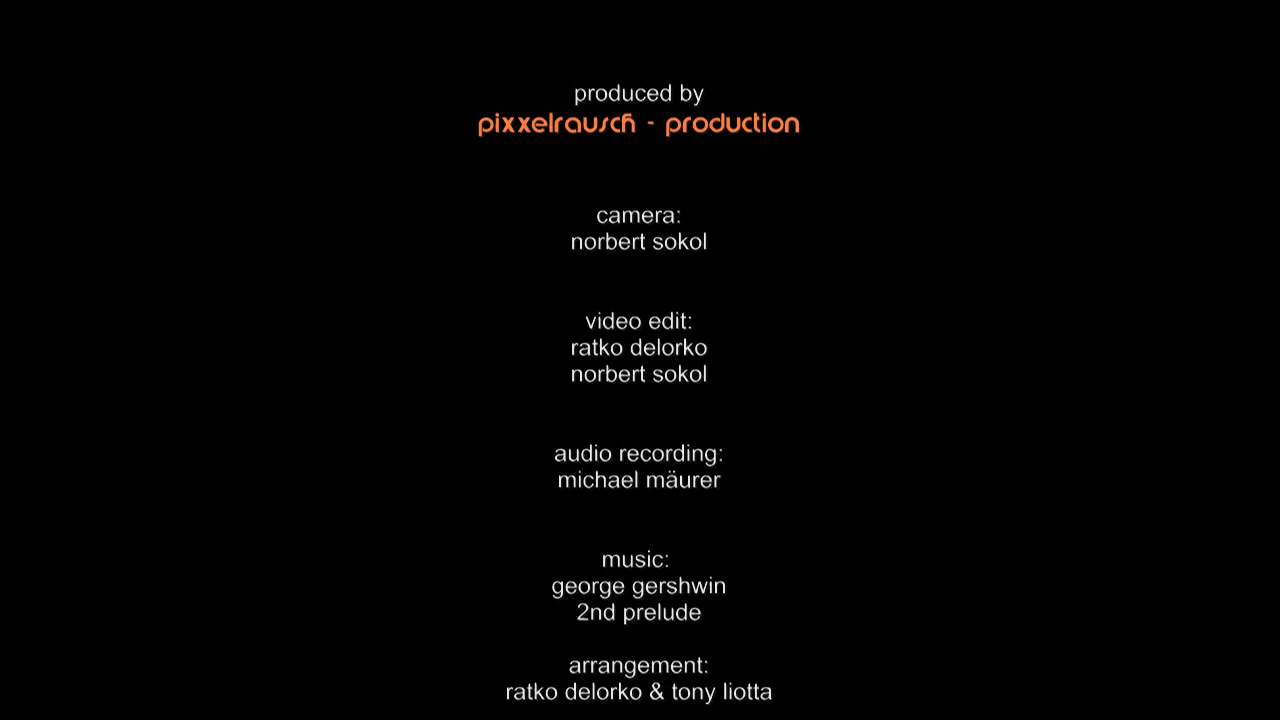 produced by
pixxelrausch - production
camera:
norbert sokol
video edit:
ratko delorko
norbert sokol
audio recording:
michael mäurer
music:
george gershwin
2nd prelude
arrangement:
ratko delorko & tony liotta